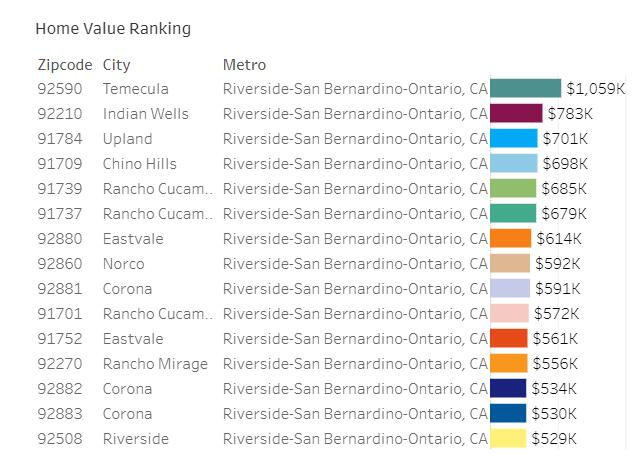 Home Value Ranking
Zipcode City Metro
92590 Temecula Riverside-San Bernardino-Ontario, CA $1,059K
92210 Indian Wells Riverside-San Bernardino-Ontario, CA $783K
91784 Upland Riverside-San Bernardino-Ontario, CA $701K
91709 Chino Hills Riverside-San Bernardino-Ontario, CA $698K
91739 Rancho Cucam.. Riverside-San Bernardino-Ontario, CA $685K
91737 Rancho Cucam.. Riverside-San Bernardino-Ontario, CA $679K
92880 Eastvale Riverside-San Bernardino-Ontario, CA $614K
92860 Norco Riverside-San Bernardino-Ontario, CA $592K
92881 Corona Riverside-San Bernardino-Ontario, CA $591K
91701 Rancho Cucam.. Riverside-San Bernardino-Ontario, CA $572K
91752 Eastvale Riverside-San Bernardino-Ontario, CA $561K
92270 Rancho Mirage Riverside-San Bernardino-Ontario, CA $556K
92882 Corona Riverside-San Bernardino-Ontario, CA $534K
92883 Corona Riverside-San Bernardino-Ontario, CA $530K
92508 Riverside Riverside-San Bernardino-Ontario, CA $529K